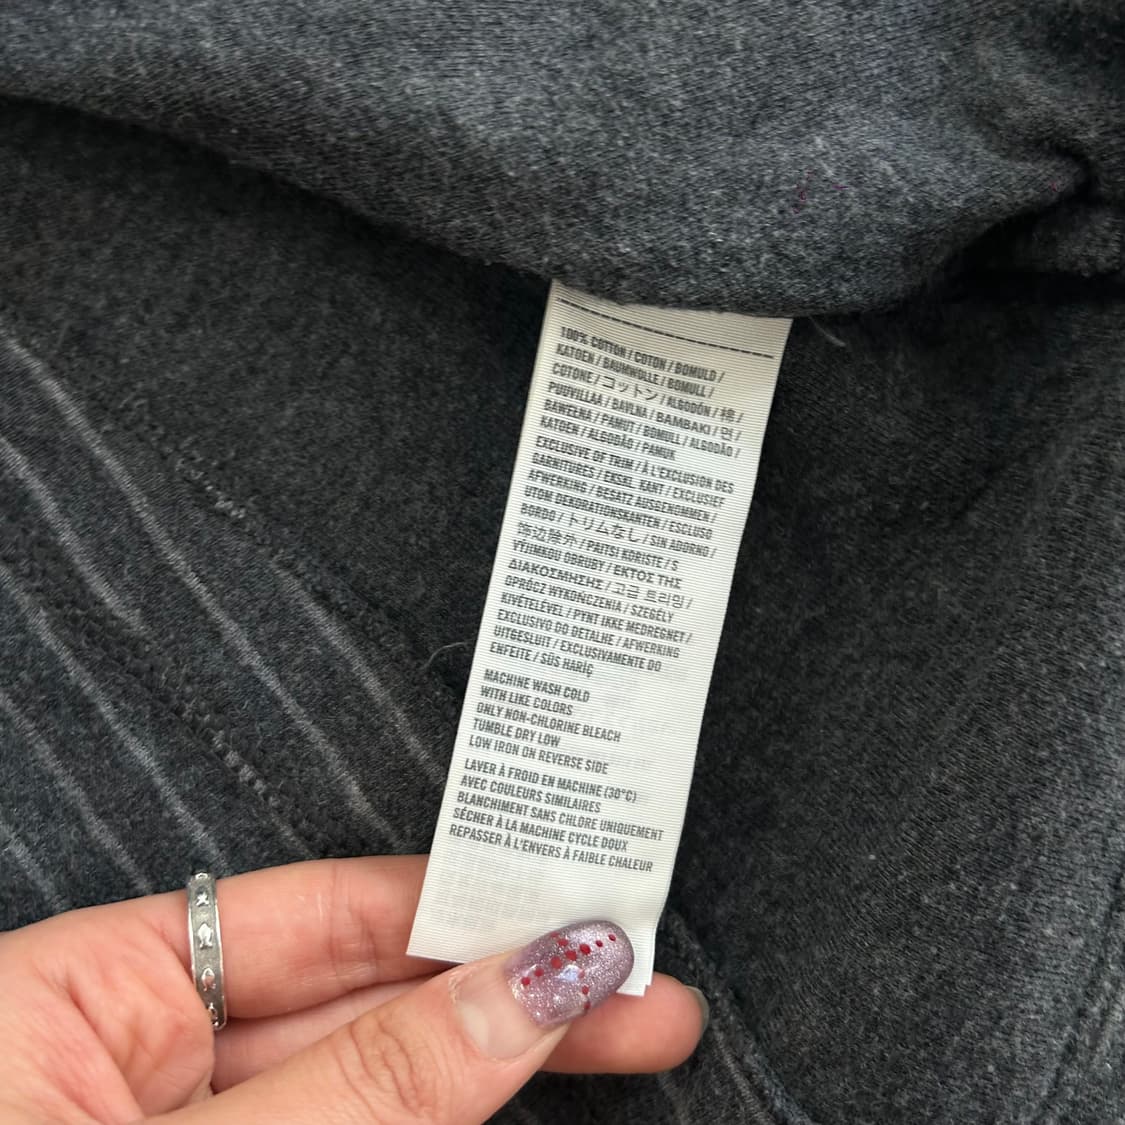 100% COTTON / COTON / BOMULD /
KATOEN / BAUMWOLLE / BOMULL /
COTONE / コットン / ALGODÓN / 棉 /
PUUVILLAA / BAVLNA / BAMBAKI / 면 /
BAWEŁNA / PAMUT / BOMULL / ALGODÃO /
KATOEN / ALGODÃO / PAMUK
EXCLUSIVE OF TRIM / À L'EXCLUSION DES
GARNITURES / EKSKL. KANT / EXCLUSIEF
AFWERKING / BESATZ AUSGENOMMEN /
UTOM DEKORATIONSKANTEN / ESCLUSO
BORDO / トリムなし / SIN ADORNO /
饰边除外 / PAITSI KORISTE / S
VÝJIMKOU OBRUBY / ΕΚΤΟΣ ΤΗΣ
ΔΙΑΚΟΣΜΗΣΗΣ / 고급 트리밍 /
OPRÓCZ WYKOŃCZENIA / SZEGÉLY
KIVÉTELÉVEL / PYNT IKKE MEDREGNET /
EXCLUSIVO DO DETALHE / AFWERKING
UITGESLUIT / EXCLUSIVAMENTE DO
ENFEITE / SÜS HARİÇ
MACHINE WASH COLD
WITH LIKE COLORS
ONLY NON-CHLORINE BLEACH
TUMBLE DRY LOW
LOW IRON ON REVERSE SIDE
LAVER À FROID EN MACHINE (30°C)
AVEC COULEURS SIMILAIRES
BLANCHIMENT SANS CHLORE UNIQUEMENT
SÉCHER À LA MACHINE CYCLE DOUX
REPASSER À L'ENVERS À FAIBLE CHALEUR